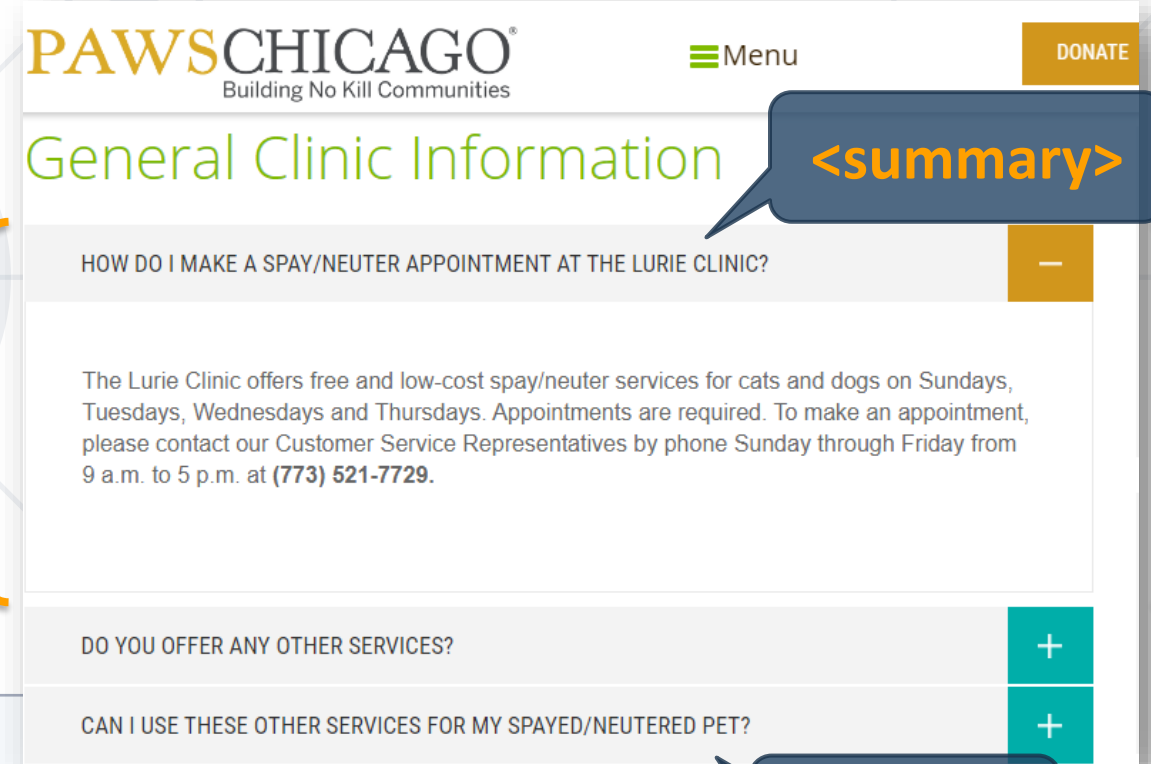 PAWSCHICAGO®
Building No Kill Communities
Menu
DONATE
General Clinic Information
<summary>
HOW DO I MAKE A SPAY/NEUTER APPOINTMENT AT THE LURIE CLINIC?
The Lurie Clinic offers free and low-cost spay/neuter services for cats and dogs on Sundays,
Tuesdays, Wednesdays and Thursdays. Appointments are required. To make an appointment,
please contact our Customer Service Representatives by phone Sunday through Friday from
9 a.m. to 5 p.m. at (773) 521-7729.
DO YOU OFFER ANY OTHER SERVICES?
CAN I USE THESE OTHER SERVICES FOR MY SPAYED/NEUTERED PET?